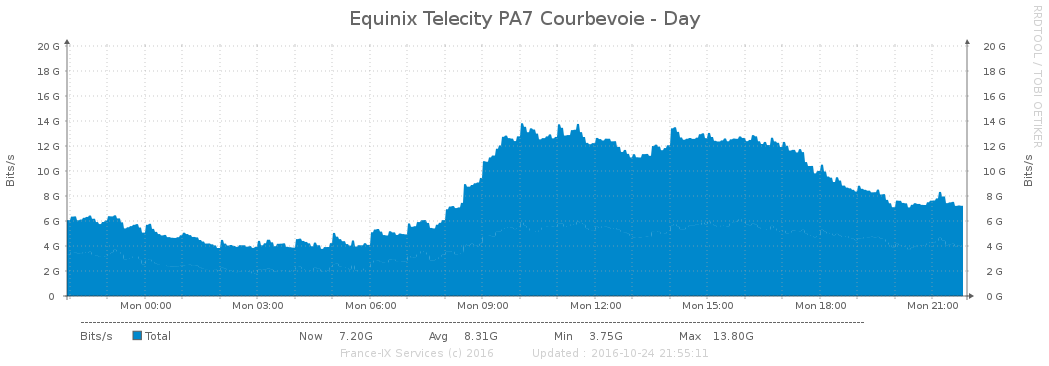 Equinix Telecity PA7 Courbevoie - Day
RRDTOOL / TOBI OETIKER
Bits/s
20 G
18 G
16 G
14 G
12 G
10 G
8 G
6 G
4 G
2 G
0
20 G
18 G
16 G
14 G
12 G
10 G
8 G
6 G
4 G
2 G
0 G
Bits/s
Mon 00:00 Mon 03:00 Mon 06:00 Mon 09:00 Mon 12:00 Mon 15:00 Mon 18:00 Mon 21:00
Bits/s Total Now 7.20G Avg 8.31G Min 3.75G Max 13.80G
France-IX Services (c) 2016 Updated : 2016-10-24 21:55:11